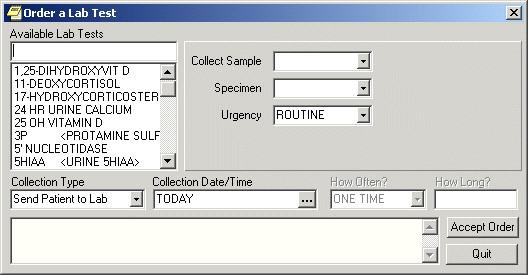 Order a Lab Test
Available Lab Tests
1,25-DIHYDROXYVIT D
11-DEOXYCORTISOL
17-HYDROXYCORTICOSTER
24 HR URINE CALCIUM
25 OH VITAMIN D
3P <PROTAMINE SULF
5' NUCLEOTIDASE
5HIAA <URINE 5HIAA>
Collect Sample
Specimen
Urgency ROUTINE
Collection Type Collection Date/Time How Often? How Long?
Send Patient to Lab TODAY ... ONE TIME
Accept Order
Quit